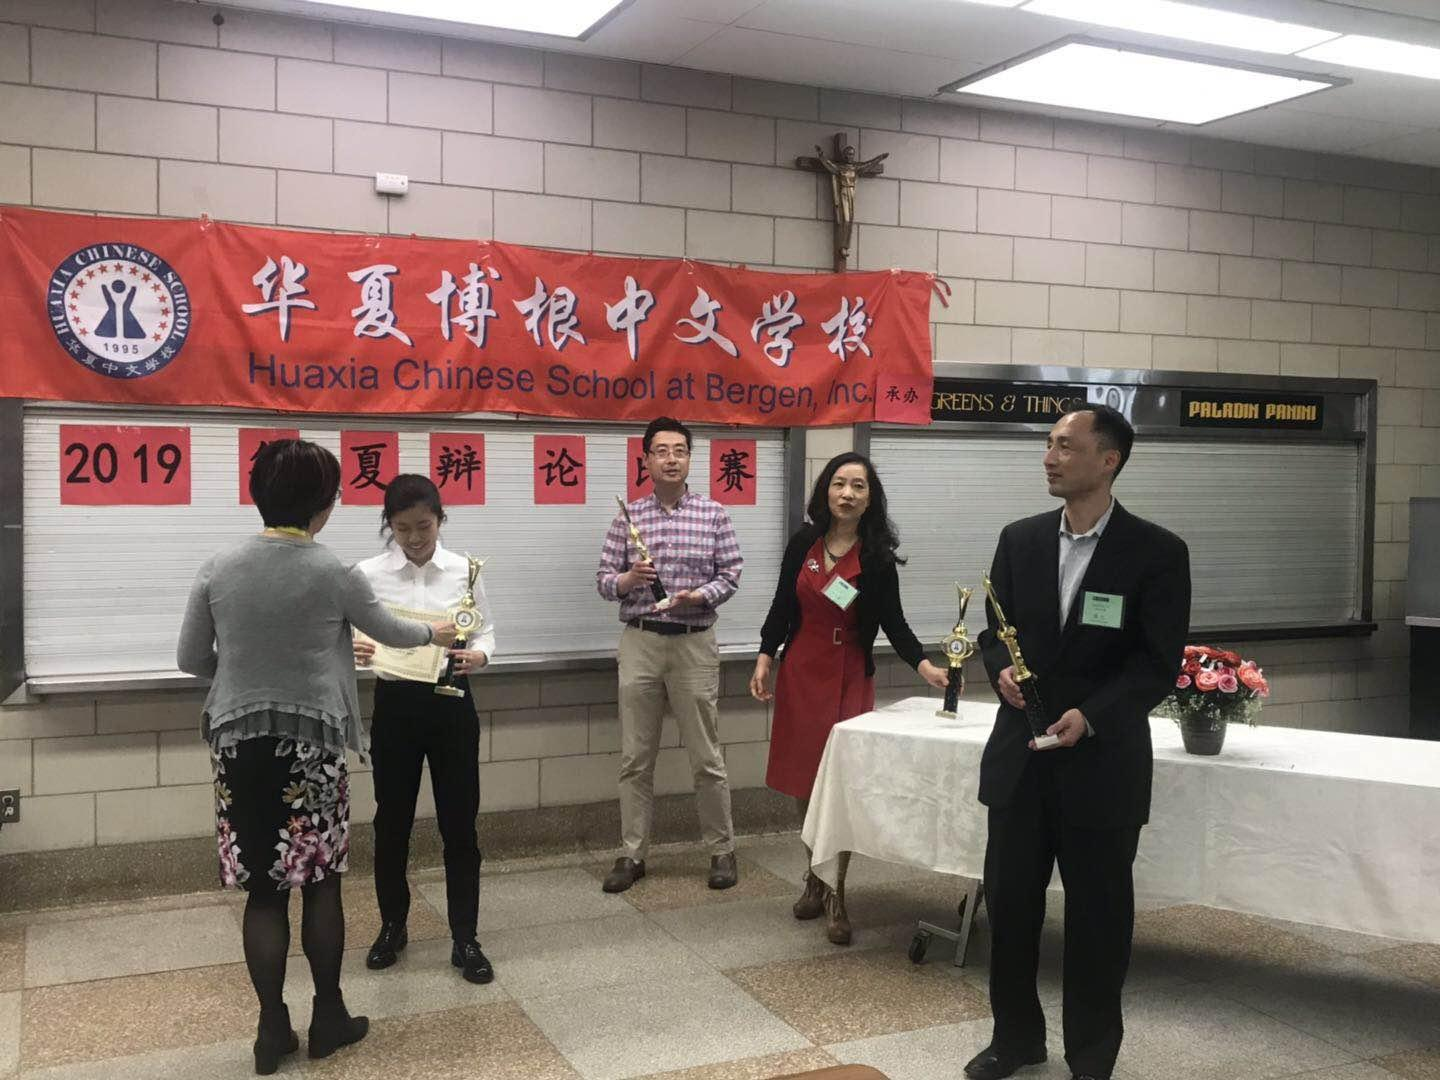 HUAXIA CHINESE SCHOOL
1995
华夏中文学校
华夏博根中文学校
Huaxia Chinese School at Bergen, Inc.
承办
GREENS & THINGS
PALADIN PANINI
2019 夏辩论比赛